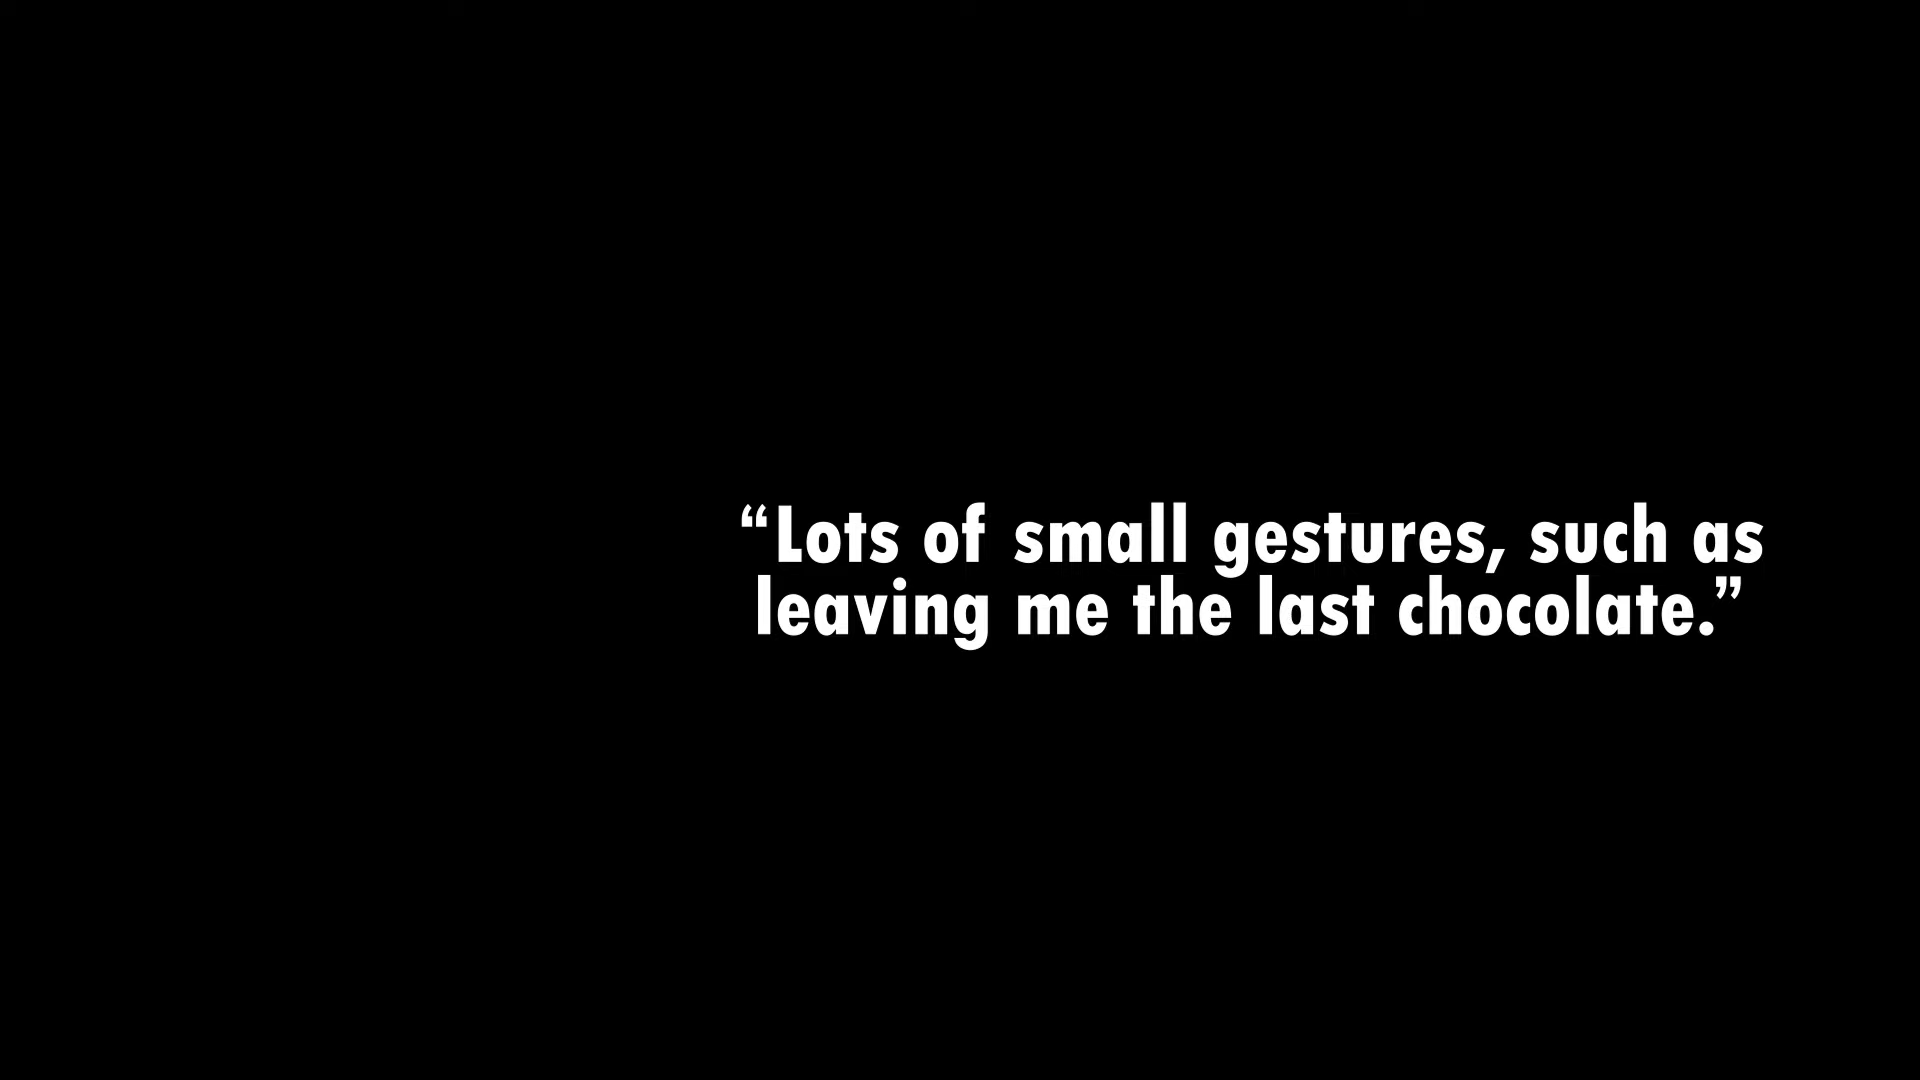 “Lots of small gestures, such as
leaving me the last chocolate.”